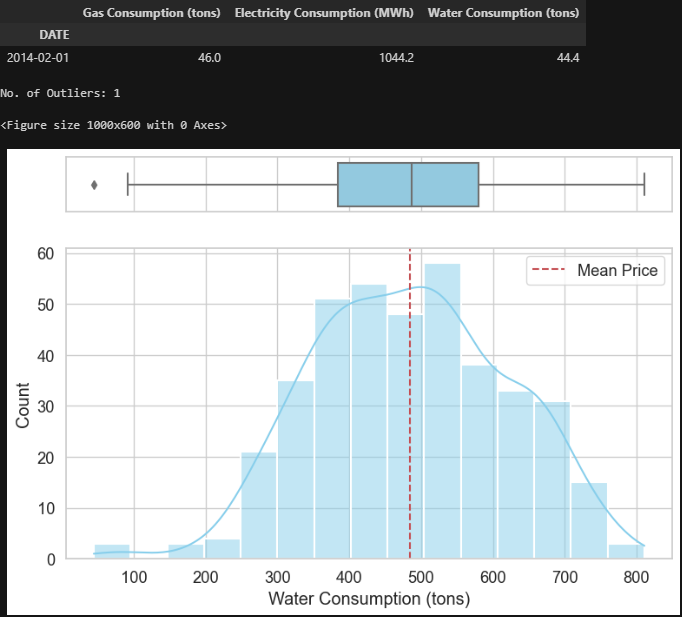 Gas Consumption (tons) Electricity Consumption (MWh) Water Consumption (tons)
DATE
2014-02-01 46.0 1044.2 44.4
No. of Outliers: 1
<Figure size 1000x600 with 0 Axes>
Mean Price
60
50
40
30
20
10
0
Count
100 200 300 400 500 600 700 800
Water Consumption (tons)